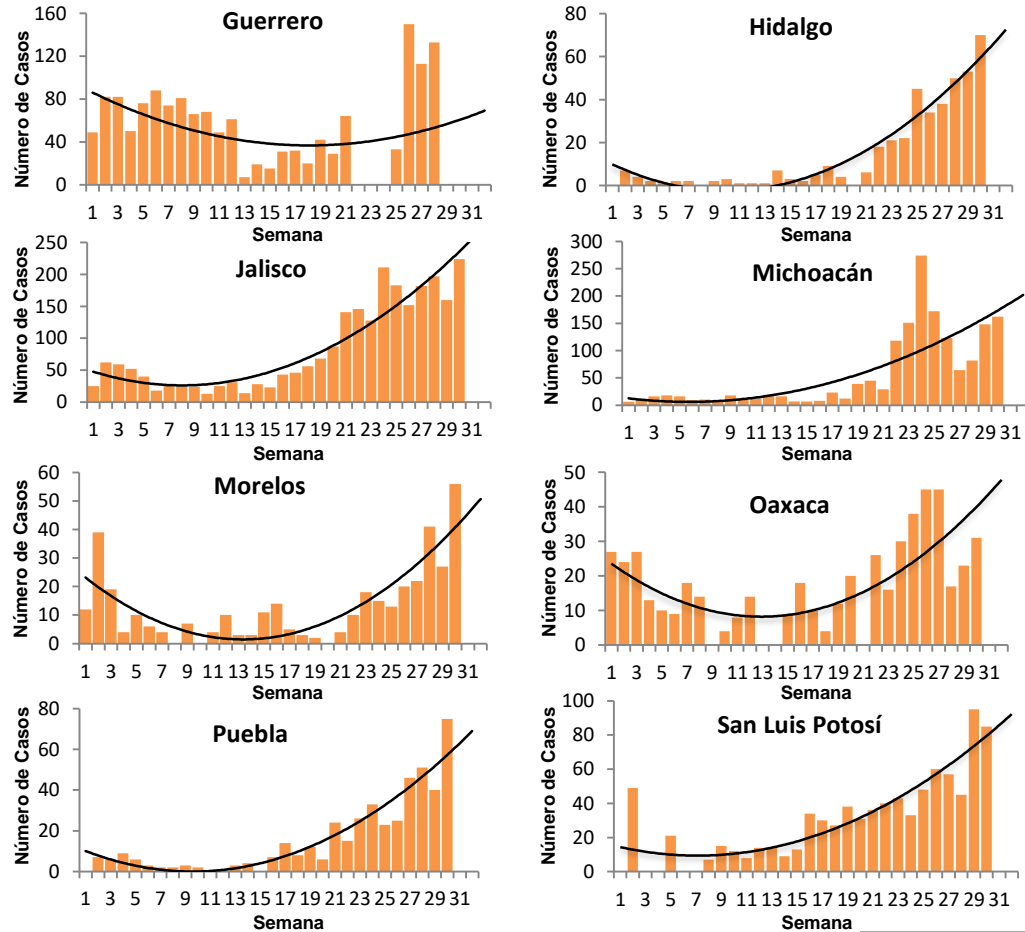 Guerrero
Número de Casos
160
120
80
40
0
1 3 5 7 9 11 13 15 17 19 21 23 25 27 29 31
Semana
Hidalgo
Número de Casos
80
60
40
20
0
1 3 5 7 9 11 13 15 17 19 21 23 25 27 29 31
Semana
Jalisco
Número de Casos
250
200
150
100
50
0
1 3 5 7 9 11 13 15 17 19 21 23 25 27 29 31
Semana
Michoacán
Número de Casos
300
250
200
150
100
50
0
1 3 5 7 9 11 13 15 17 19 21 23 25 27 29 31
Semana
Morelos
Número de Casos
60
50
40
30
20
10
0
1 3 5 7 9 11 13 15 17 19 21 23 25 27 29 31
Semana
Oaxaca
Número de Casos
50
40
30
20
10
0
1 3 5 7 9 11 13 15 17 19 21 23 25 27 29 31
Semana
Puebla
Número de Casos
80
60
40
20
0
1 3 5 7 9 11 13 15 17 19 21 23 25 27 29 31
Semana
San Luis Potosí
Número de Casos
100
80
60
40
20
0
1 3 5 7 9 11 13 15 17 19 21 23 25 27 29 31
Semana